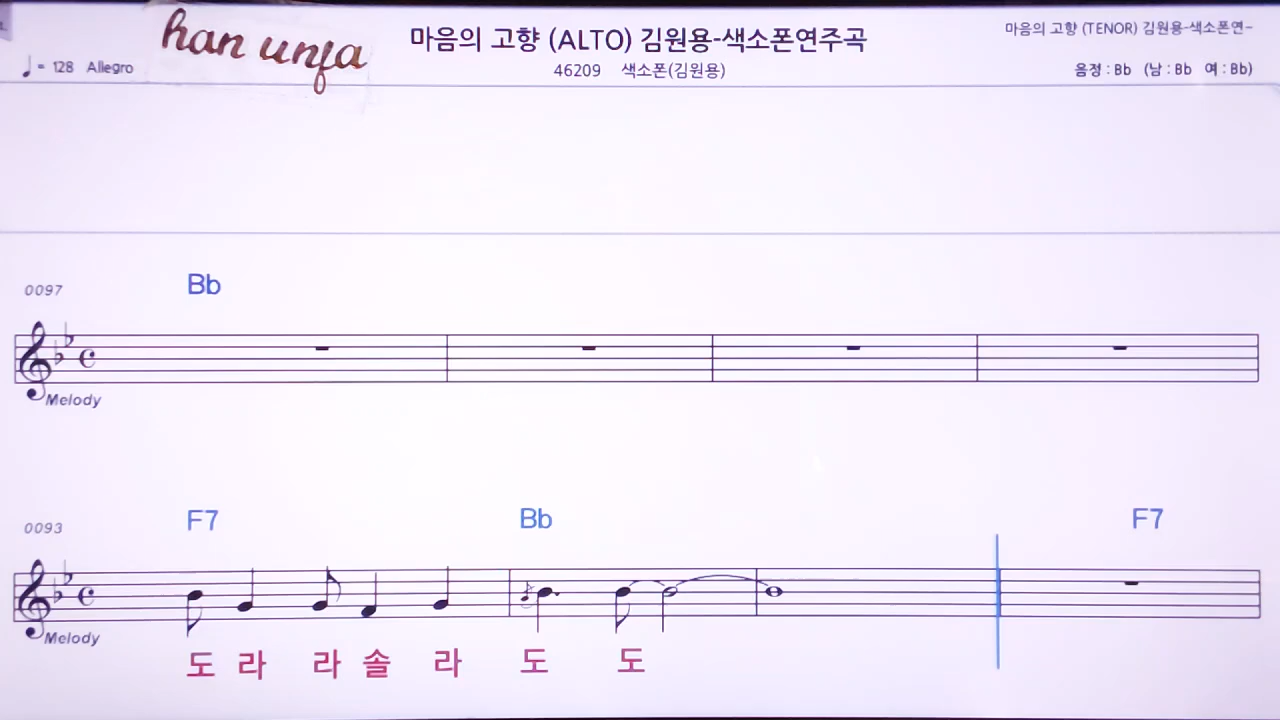 han unfa
마음의 고향 (ALTO) 김원용-색소폰연주곡
마음의 고향 (TENOR) 김원용-색소폰연-
♩ = 128 Allegro
46209 색소폰(김원용)
음정 : Bb (남 : Bb 여 : Bb)
0097 Bb
Melody
0093 F7 Bb F7
Melody
도 라 라 솔 라 도 도